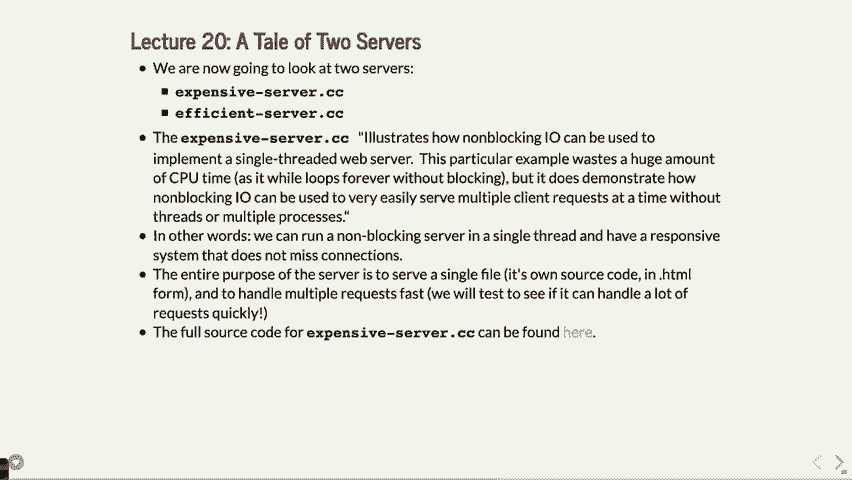 Lecture 20: A Tale of Two Servers
• We are now going to look at two servers:
▪ expensive-server.cc
▪ efficient-server.cc
• The expensive-server.cc "Illustrates how nonblocking IO can be used to
implement a single-threaded web server. This particular example wastes a huge amount
of CPU time (as it while loops forever without blocking), but it does demonstrate how
nonblocking IO can be used to very easily serve multiple client requests at a time without
threads or multiple processes."
• In other words: we can run a non-blocking server in a single thread and have a responsive
system that does not miss connections.
• The entire purpose of the server is to serve a single file (it's own source code, in .html
form), and to handle multiple requests fast (we will test to see if it can handle a lot of
requests quickly!)
• The full source code for expensive-server.cc can be found here.